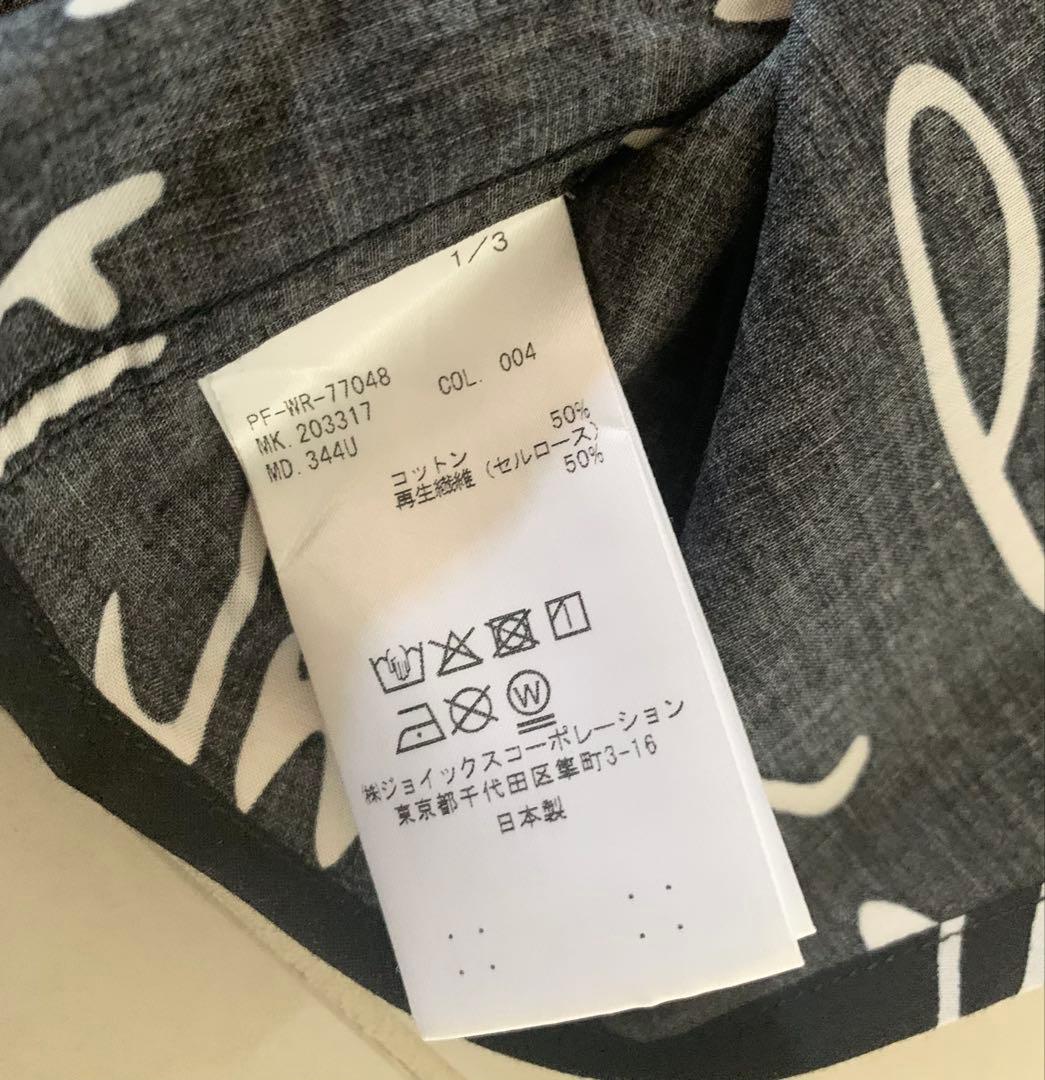 1/3
PF-WR-77048 COL. 004
MK. 203317
MD. 344U
コットン 50%
再生繊維 (セルロース) 50%
W
㈱ジョイックスコーポレーション
東京都千代田区隼町3-16
日本製